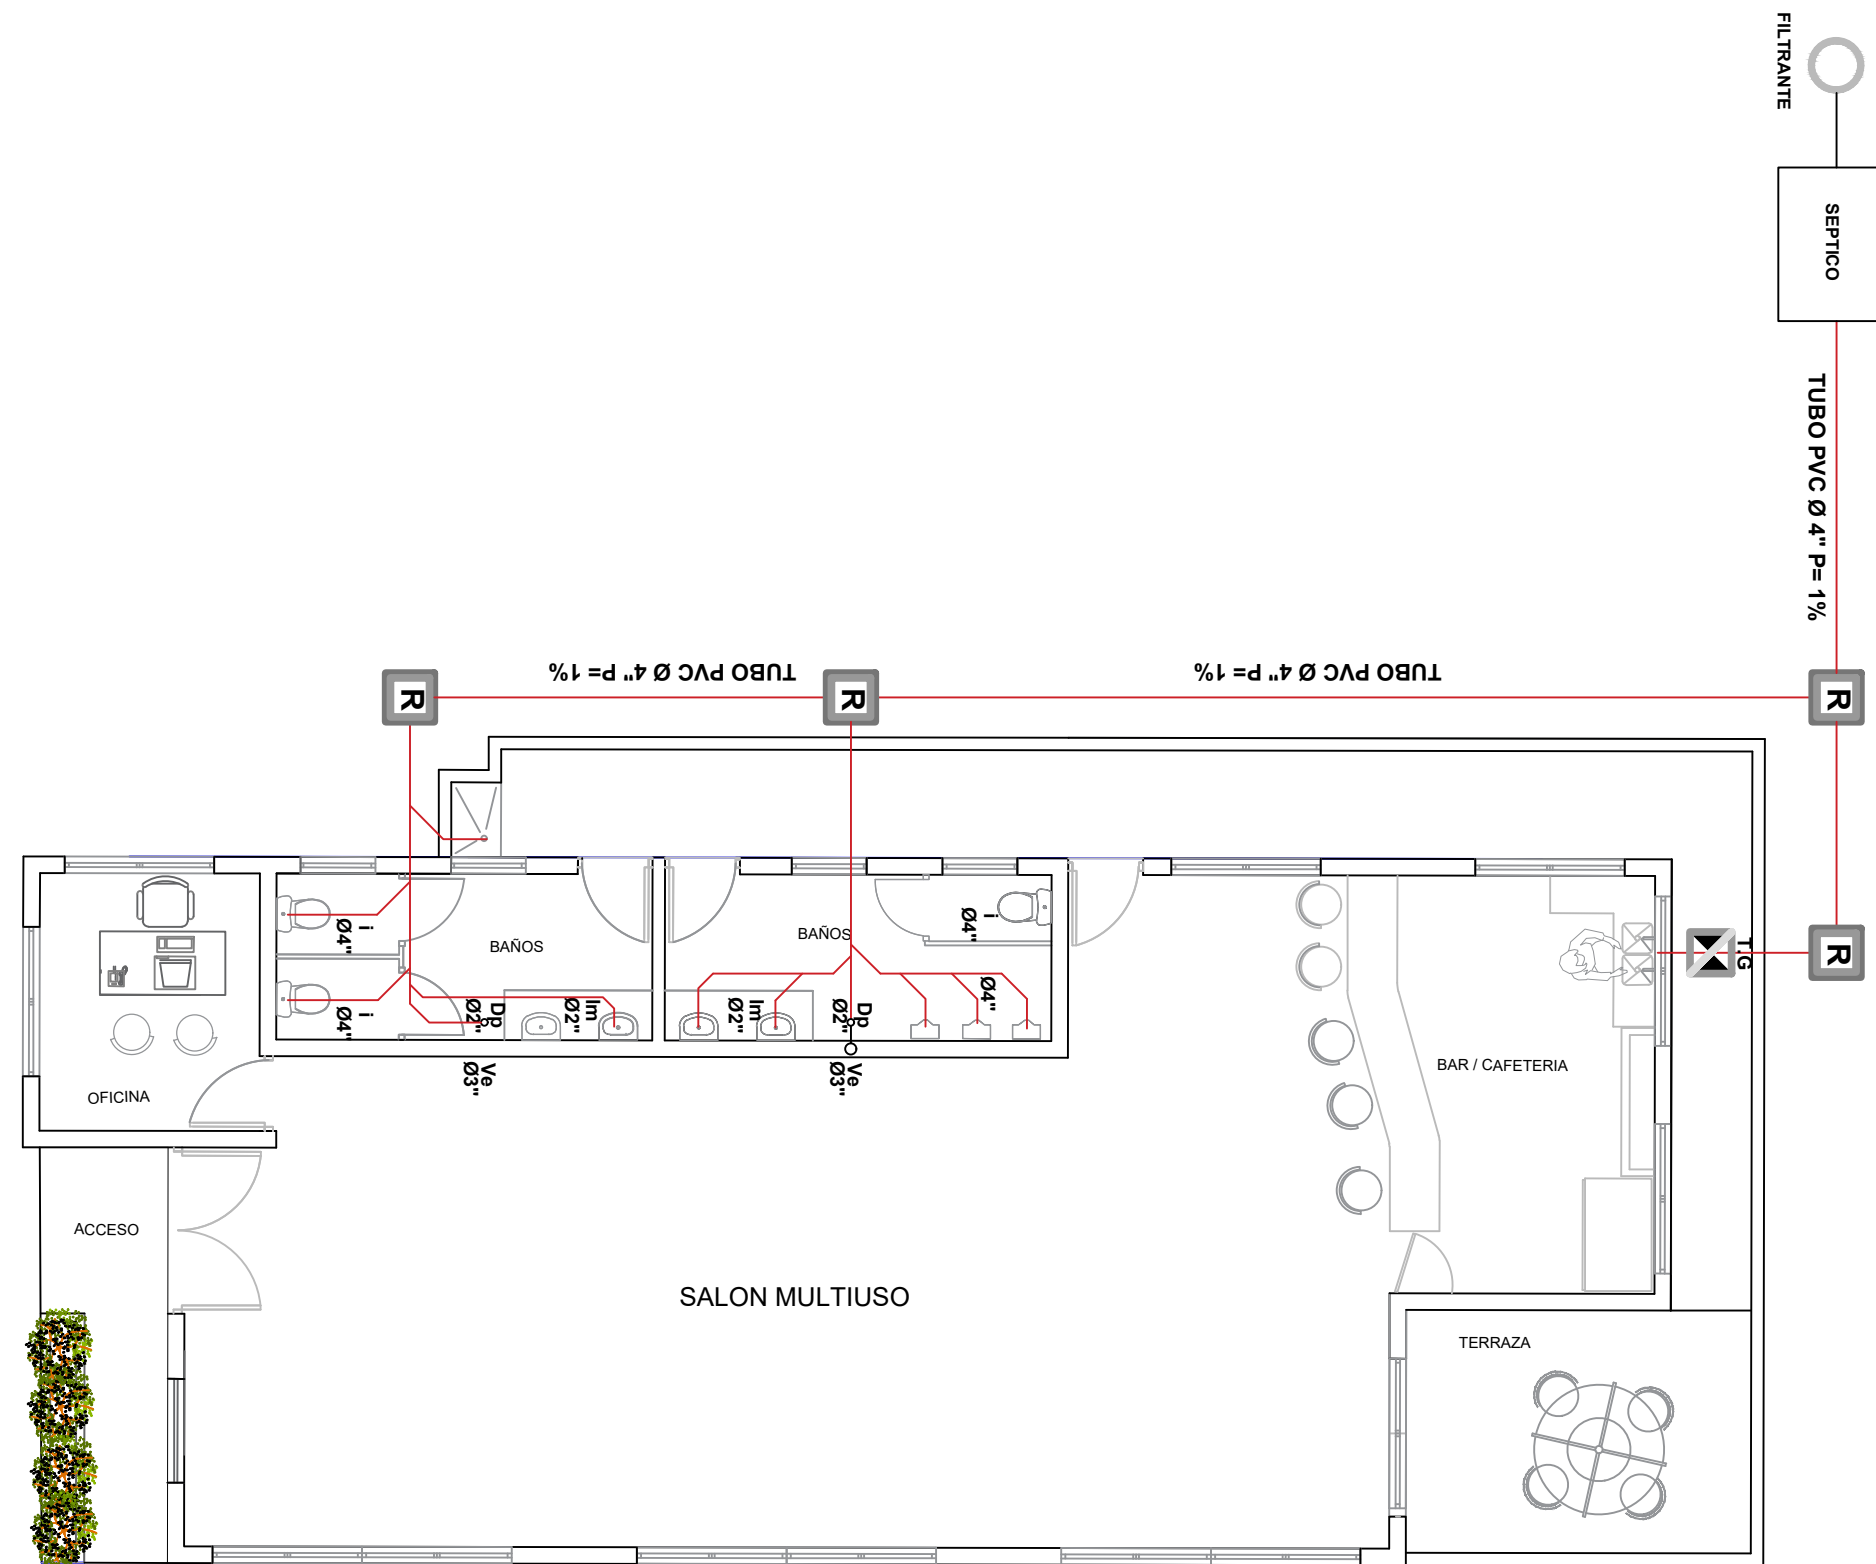 FILTRANTE
SEPTICO
TUBO PVC Ø 4" P= 1%
TUBO PVC Ø 4" P= 1%
TUBO PVC Ø 4" P= 1%
R
R
R
R
T.G
i
Ø4"
i
Ø4"
BAÑOS
Dp
Ø2"
Im
Ø2"
Ve
Ø3"
BAÑOS
i
Ø4"
Ø4"
Im
Ø2"
Dp
Ø2"
Ve
Ø3"
OFICINA
BAR / CAFETERIA
ACCESO
SALON MULTIUSO
TERRAZA